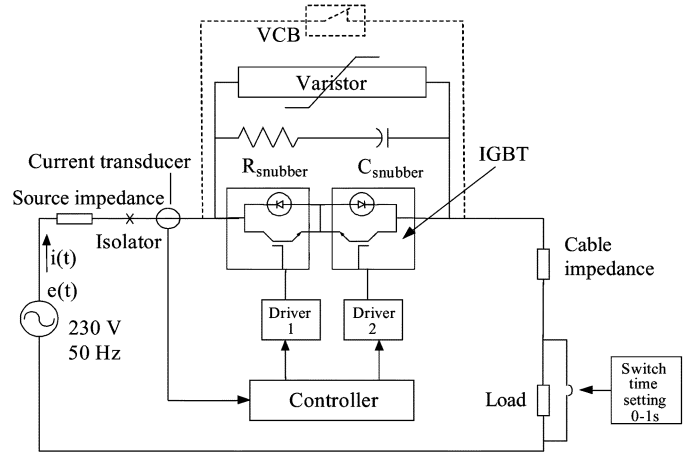 VCB
Varistor
Rsnubber
Csnubber
IGBT
Current transducer
Source impedance
Isolator
i(t)
e(t)
230 V
50 Hz
Cable
impedance
Driver
1
Driver
2
Controller
Load
Switch
time
setting
0-1s